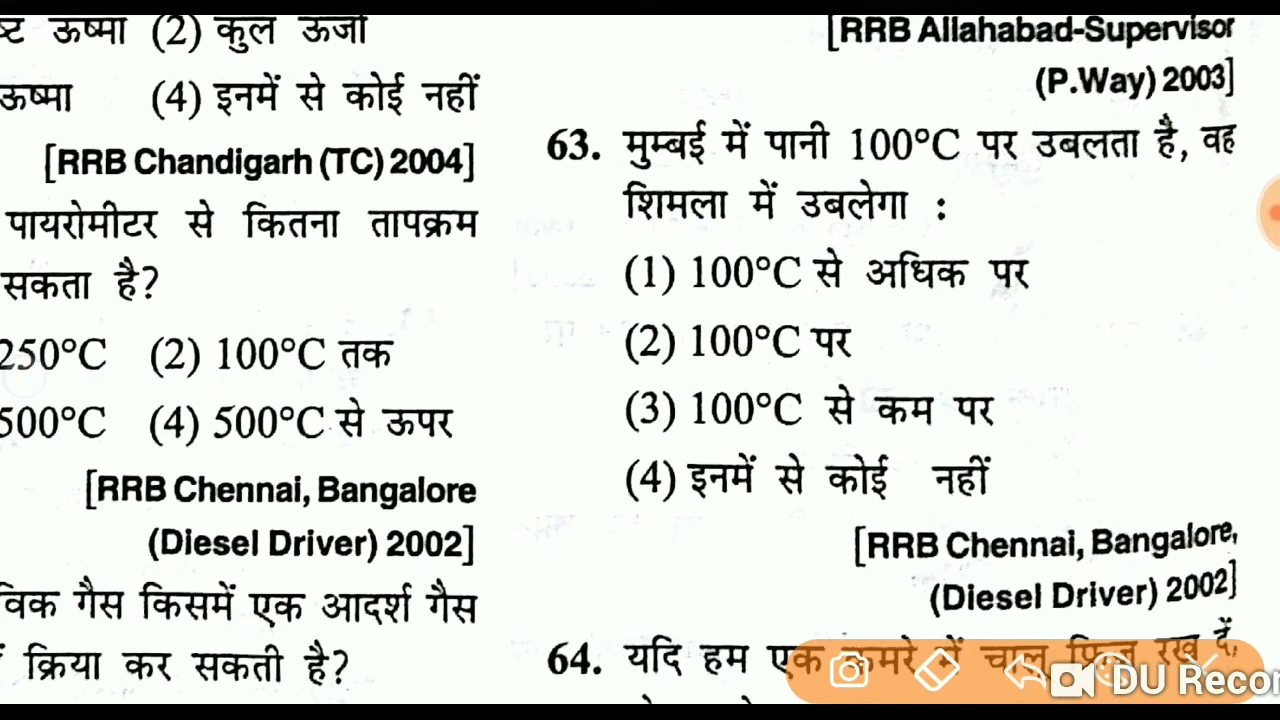 ष्ट ऊष्मा (2) कुल ऊर्जा
ऊष्मा (4) इनमें से कोई नहीं
[RRB Chandigarh (TC) 2004]
पायरोमीटर से कितना तापक्रम
सकता है?
250°C (2) 100°C तक
500°C (4) 500°C से ऊपर
[RRB Chennai, Bangalore
(Diesel Driver) 2002]
विक गैस किसमें एक आदर्श गैस
क्रिया कर सकती है?
[RRB Allahabad-Supervisor
(P.Way) 2003]
63. मुम्बई में पानी 100°C पर उबलता है, वह
शिमला में उबलेगा :
(1) 100°C से अधिक पर
(2) 100°C पर
(3) 100°C से कम पर
(4) इनमें से कोई नहीं
[RRB Chennai, Bangalore,
(Diesel Driver) 2002]
64. यदि हम एक कमरे में चालू फ्रिज रख दें,
DU Recor